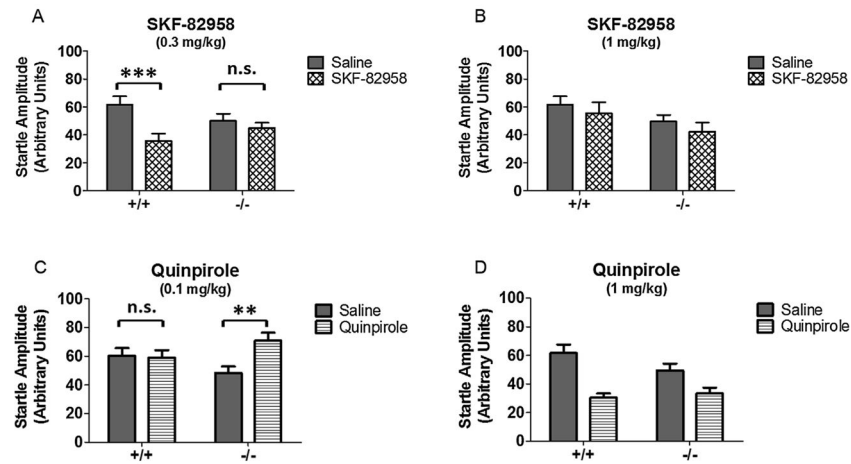 A
SKF-82958
(0.3 mg/kg)
Startle Amplitude
(Arbitrary Units)
100
80
60
40
20
0
***
n.s.
Saline
SKF-82958
+/+
-/-
B
SKF-82958
(1 mg/kg)
Startle Amplitude
(Arbitrary Units)
100
80
60
40
20
0
Saline
SKF-82958
+/+
-/-
C
Quinpirole
(0.1 mg/kg)
Startle Amplitude
(Arbitrary Units)
100
80
60
40
20
0
n.s.
**
Saline
Quinpirole
+/+
-/-
D
Quinpirole
(1 mg/kg)
Startle Amplitude
(Arbitrary Units)
100
80
60
40
20
0
Saline
Quinpirole
+/+
-/-